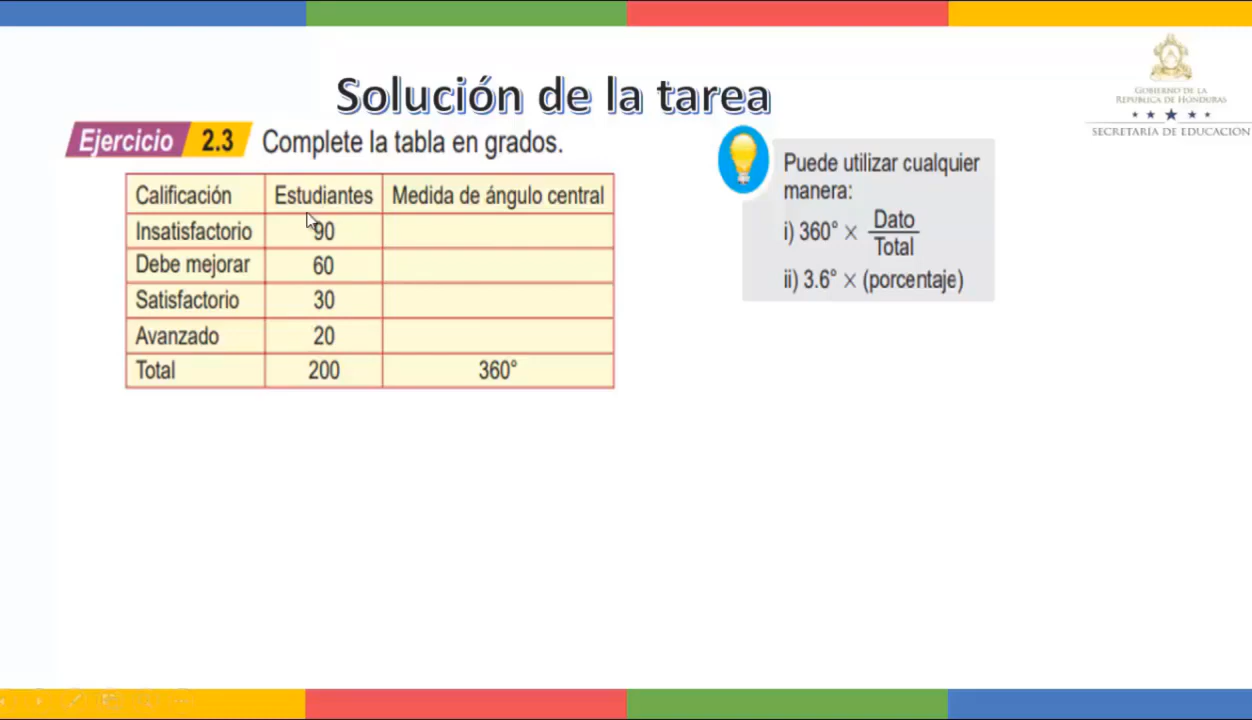 Solución de la tarea
GOBIERNO DE LA
REPÚBLICA DE HONDURAS
SECRETARÍA DE EDUCACIÓN
Ejercicio 2.3 Complete la tabla en grados.
Calificación Estudiantes Medida de ángulo central
Insatisfactorio 90
Debe mejorar 60
Satisfactorio 30
Avanzado 20
Total 200 360°
Puede utilizar cualquier
manera:
i) 360° × Dato
Total
ii) 3.6° × (porcentaje)